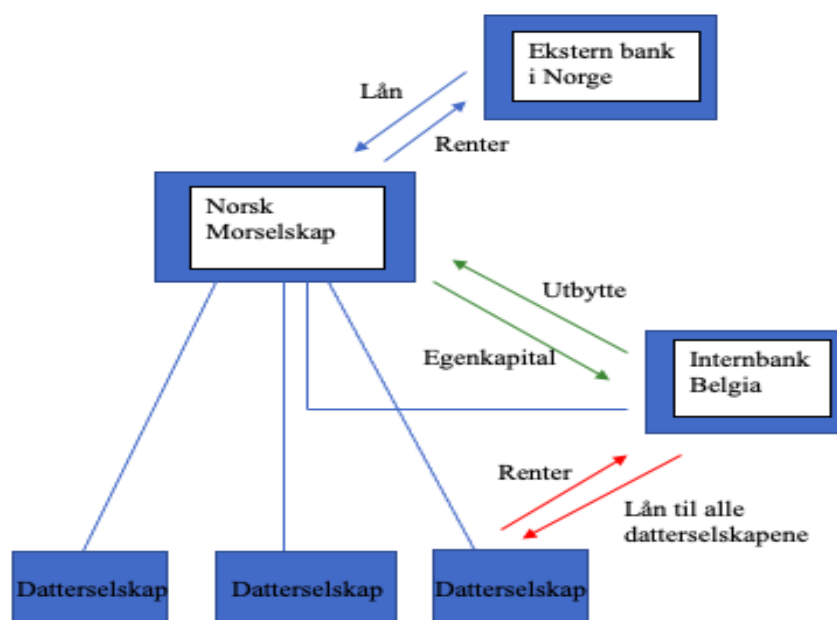 Ekstern bank
i Norge
Lån
Renter
Norsk
Morselskap
Utbytte
Egenkapital
Internbank
Belgia
Renter
Lån til alle
datterselskapene
Datterselskap
Datterselskap
Datterselskap